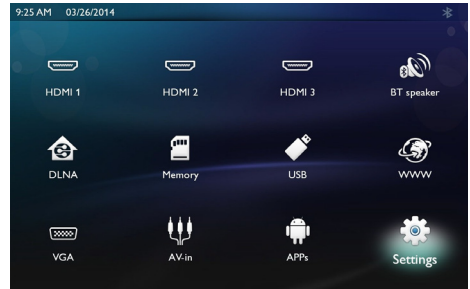 9:25 AM 03/26/2014
HDMI 1 HDMI 2 HDMI 3 BT speaker
DLNA Memory USB WWW
VGA AV-in APPs Settings